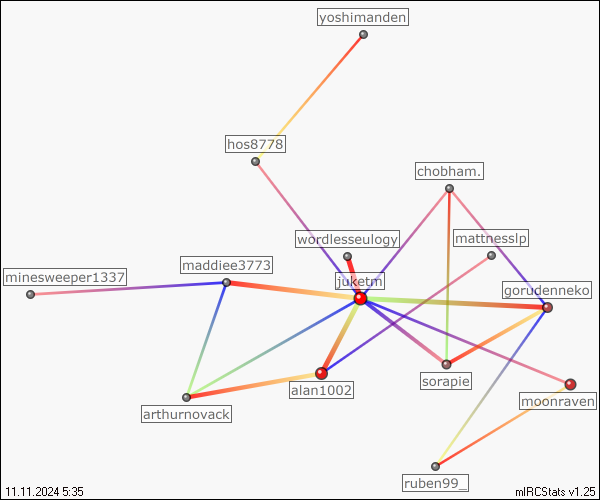 yoshimanden
hos8778
chobham.
wordlesseulogy
mattnesslp
maddiee3773
minesweeper1337
juketm
gorudenneko
sorapie
alan1002
moonraven
arthurnovack
ruben99_
11.11.2024 5:35
mIRCStats v1.25